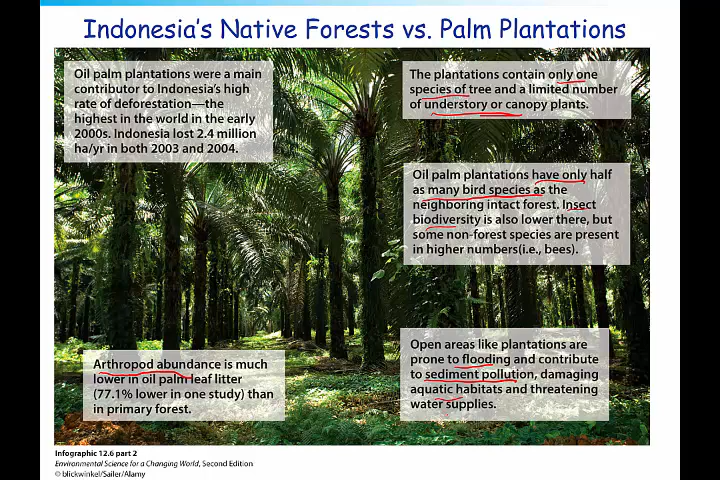 Indonesia's Native Forests vs. Palm Plantations
Oil palm plantations were a main
contributor to Indonesia's high
rate of deforestation—the
highest in the world in the early
2000s. Indonesia lost 2.4 million
ha/yr in both 2003 and 2004.
The plantations contain only one
species of tree and a limited number
of understory or canopy plants.
Oil palm plantations have only half
as many bird species as the
neighboring intact forest. Insect
biodiversity is also lower there, but
some non-forest species are present
in higher numbers(i.e., bees).
Arthropod abundance is much
lower in oil palm leaf litter
(77.1% lower in one study) than
in primary forest.
Open areas like plantations are
prone to flooding and contribute
to sediment pollution, damaging
aquatic habitats and threatening
water supplies.
Infographic 12.6 part 2
Environmental Science for a Changing World, Second Edition
© blickwinkel/Sailer/Alamy